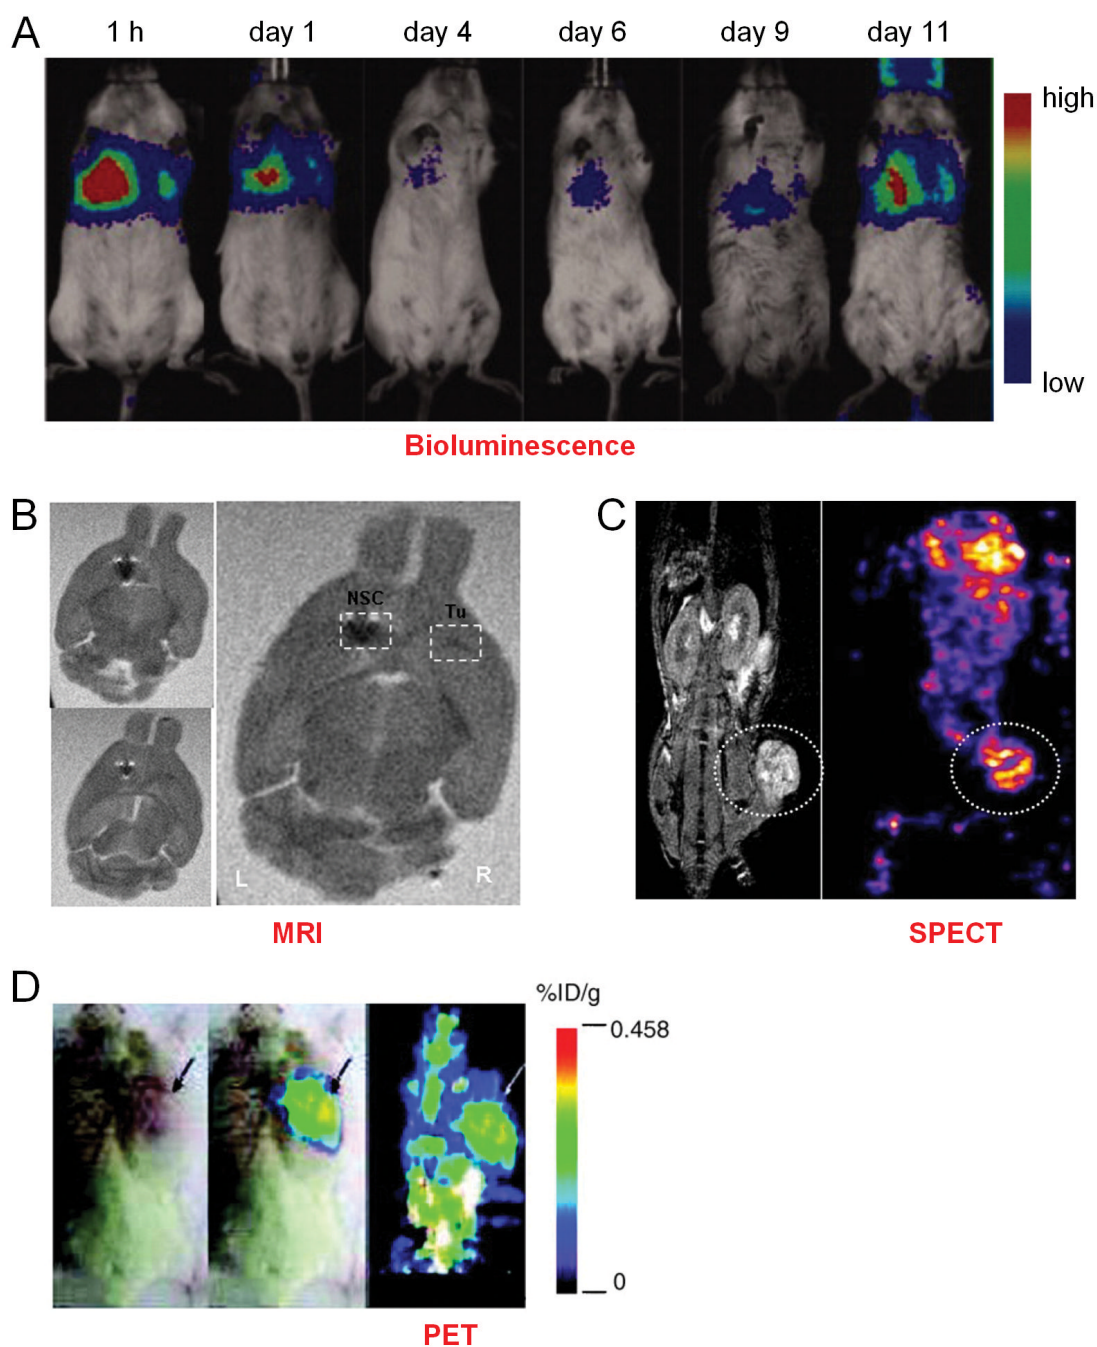 A
1 h
day 1
day 4
day 6
day 9
day 11
high
low
Bioluminescence
B
NSC
Tu
L
R
MRI
C
SPECT
D
%ID/g
0.458
0
PET